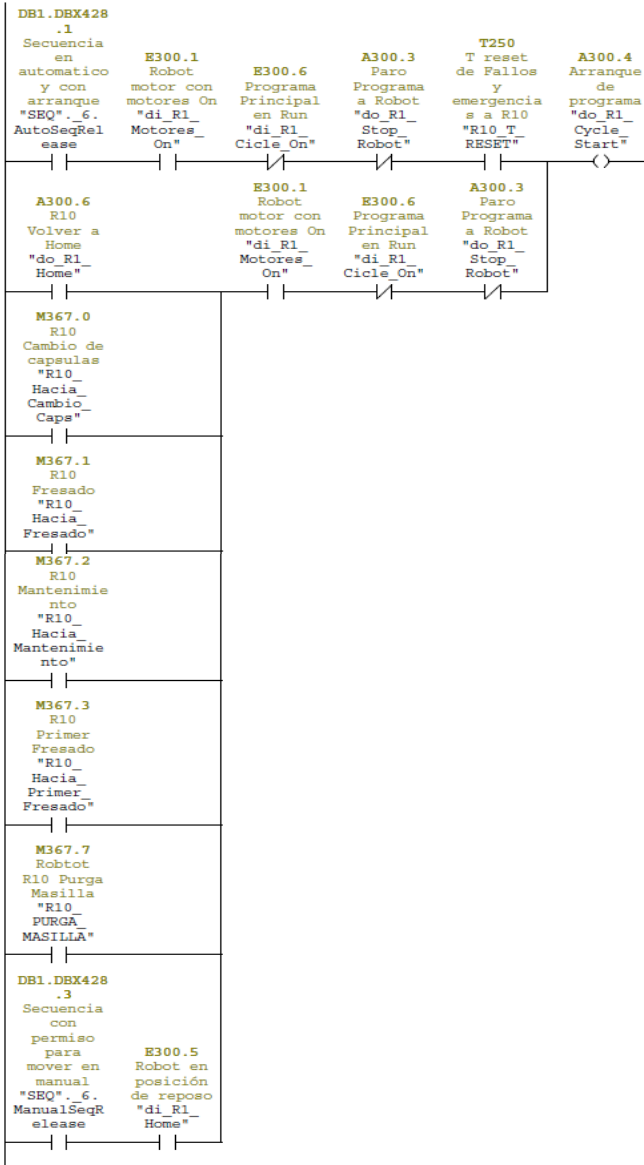 DB1.DBX428
.1
Secuencia
en
automatico
y con
arranque
"SEQ"._6.
AutoSeqRel
ease
E300.1
Robot
motor con
motores On
"di_R1_
Motores_
On"
E300.6
Programa
Principal
en Run
"di_R1_
Cicle_On"
A300.3
Paro
Programa
a Robot
"do_R1_
Stop_
Robot"
T250
T reset
de Fallos
y
emergencia
s a R10
"R10_T_
RESET"
A300.4
Arranque
de
programa
"do_R1_
Cycle_
Start"
A300.6
R10
Volver a
Home
"do_R1_
Home"
E300.1
Robot
motor con
motores On
"di_R1_
Motores_
On"
E300.6
Programa
Principal
en Run
"di_R1_
Cicle_On"
A300.3
Paro
Programa
a Robot
"do_R1_
Stop_
Robot"
M367.0
R10
Cambio de
capsulas
"R10_
Hacia_
Cambio_
Caps"
M367.1
R10
Fresado
"R10_
Hacia_
Fresado"
M367.2
R10
Mantenimie
nto
"R10_
Hacia_
Mantenimie
nto"
M367.3
R10
Primer
Fresado
"R10_
Hacia_
Primer_
Fresado"
M367.7
Robtot
R10 Purga
Masilla
"R10_
PURGA_
MASILLA"
DB1.DBX428
.3
Secuencia
con
permiso
para
mover en
manual
"SEQ"._6.
ManualSeqR
elease
E300.5
Robot en
posición
de reposo
"di_R1_
Home"